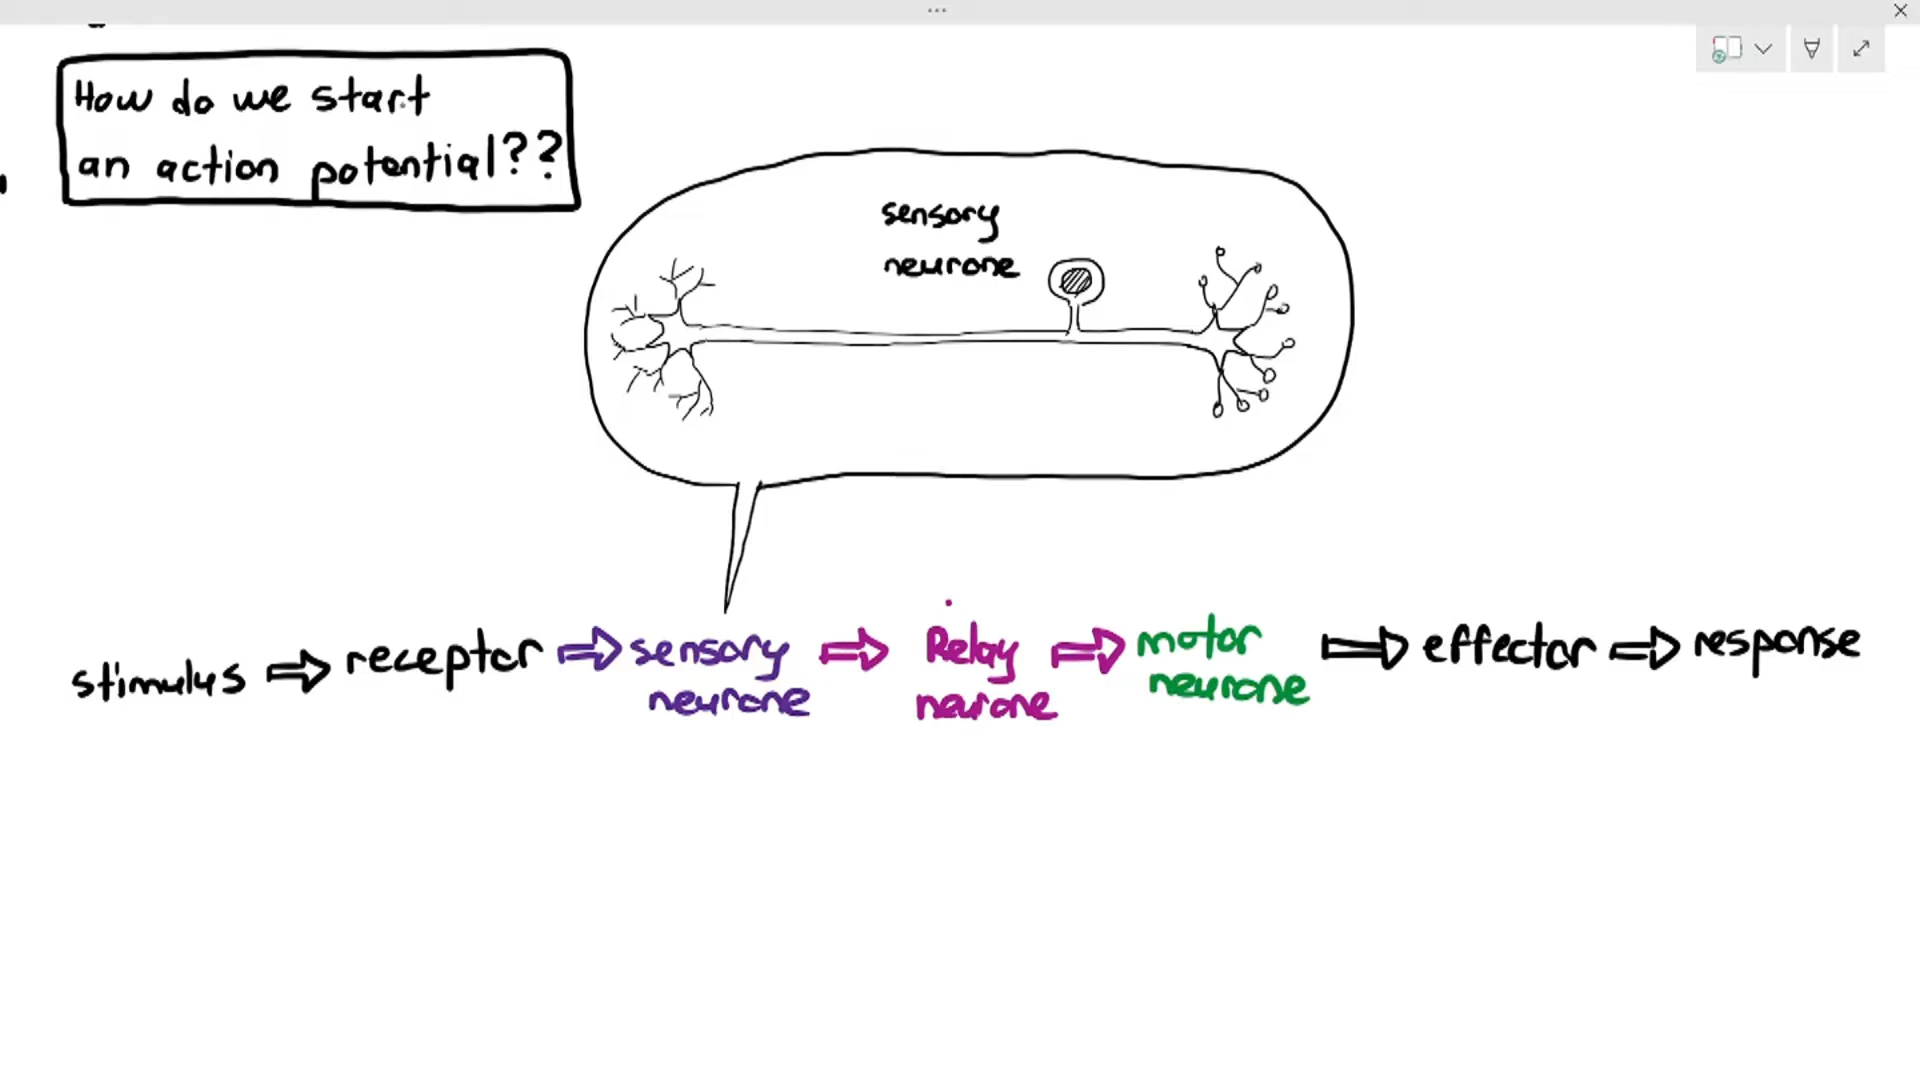 How do we start
an action potential??
sensory
neurone
stimulus ⇨ receptor ⇨ sensory neurone ⇨ Relay neurone ⇨ motor neurone ⇨ effector ⇨ response